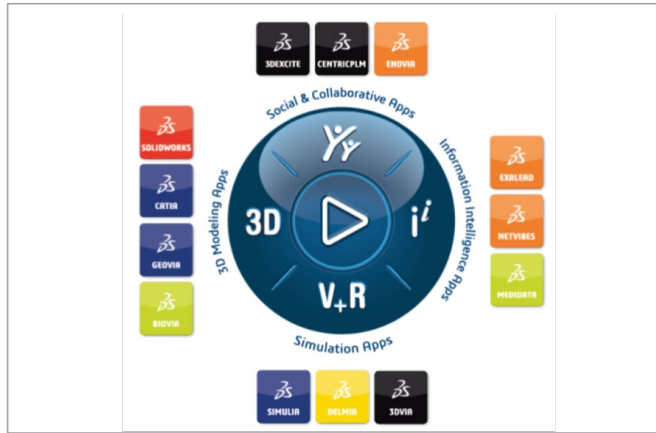 3DEXCITE CENTRICPLM ENOVIA
Social & Collaborative Apps
SOLIDWORKS
CATIA
GEOVIA
BIOVIA
3D Modeling Apps
3D
i i
V+R
Information Intelligence Apps
EXALEAD
NETVIBES
MEDIDATA
Simulation Apps
SIMULIA DELMIA 3DVIA